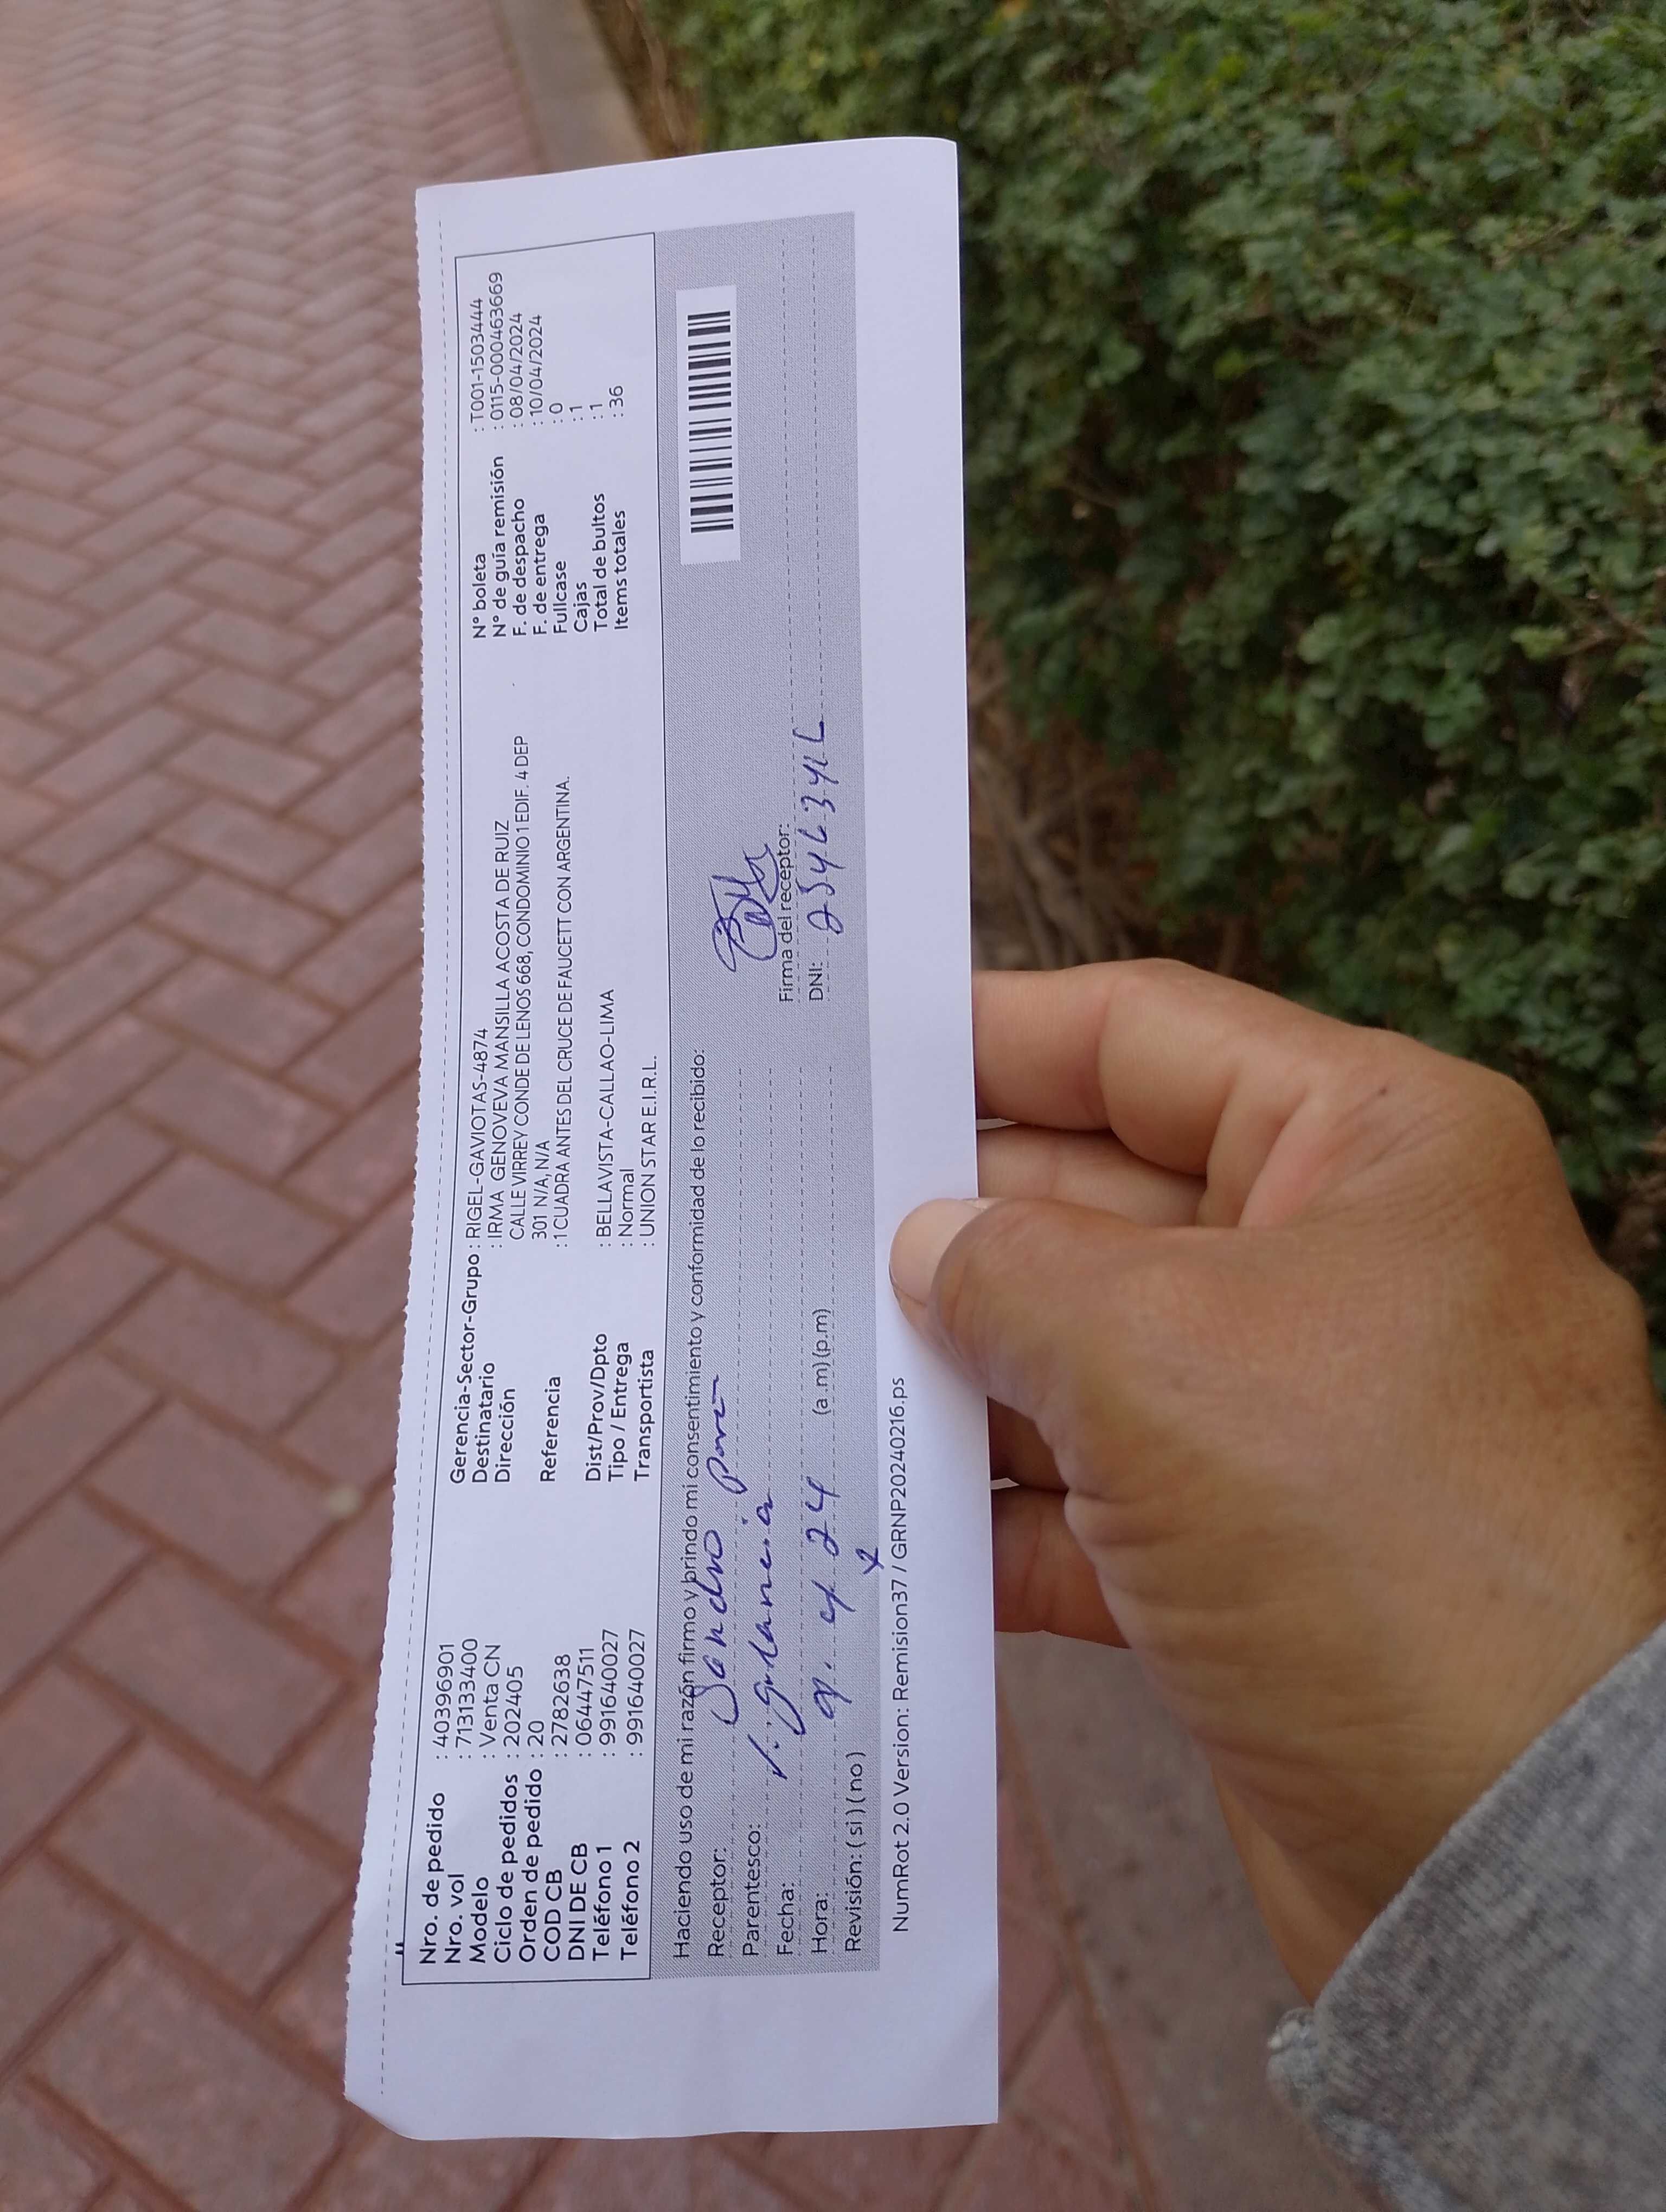 Nro. de pedido : 40396901
Nro. vol : 713133400
Modelo : Venta CN
Ciclo de pedidos : 202405
Orden de pedido : 20
COD CB : 2782638
DNI DE CB : 06447511
Teléfono 1 : 991640027
Teléfono 2 : 991640027
Gerencia-Sector-Grupo : RIGEL-GAVIOTAS-4874
Destinatario : IRMA GENOVEVA MANSILLA ACOSTA DE RUIZ
Dirección CALLE VIRREY CONDE DE LENOS 668, CONDOMINIO 1 EDIF. 4 DEP
301 N/A, N/A
Referencia : 1 CUADRA ANTES DEL CRUCE DE FAUCETT CON ARGENTINA.
Dist/Prov/Dpto : BELLAVISTA-CALLAO-LIMA
Tipo / Entrega : Normal
Transportista : UNION STAR E.I.R.L.
N° boleta : T001-1503444
N° de guía remisión : 0115-000463669
F. de despacho : 08/04/2024
F. de entrega : 10/04/2024
Fullcase : 0
Cajas : 1
Total de bultos : 1
Items totales : 36
Haciendo uso de mi razón firmo y brindo mi consentimiento y conformidad de lo recibido:
Receptor: Sandro
Parentesco: Vigilancia
Fecha: 9. 4 24
Hora: (a.m) (p.m)
Revisión: ( si ) ( no )
Firma del receptor:
DNI:
NumRot 2.0 Version: Remision37 / GRNP20240216.ps